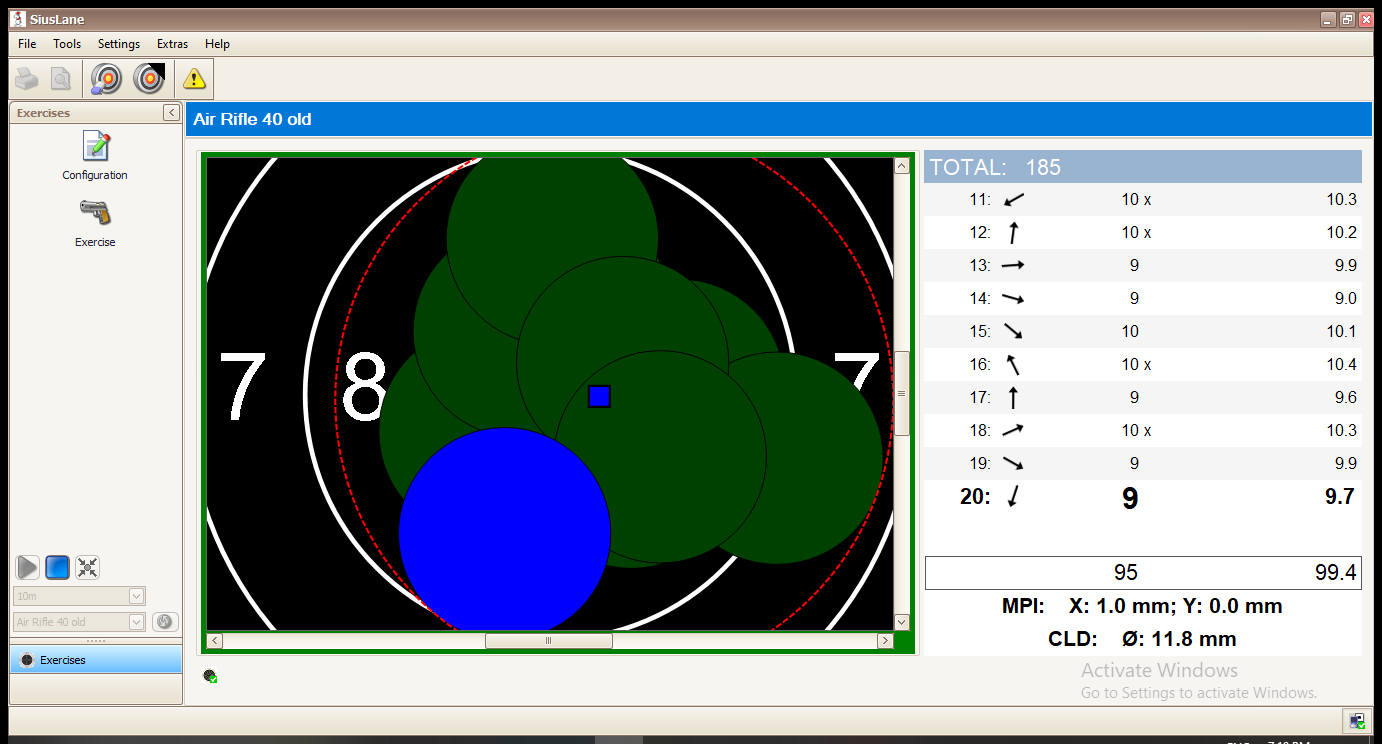 SiusLane
File Tools Settings Extras Help
Exercises
Configuration
Exercise
10m
Air Rifle 40 old
Exercises
Air Rifle 40 old
7 8 7
TOTAL: 185
11: 10 x 10.3
12: 10 x 10.2
13: 9 9.9
14: 9 9.0
15: 10 10.1
16: 10 x 10.4
17: 9 9.6
18: 10 x 10.3
19: 9 9.9
20: 9 9.7
95 99.4
MPI: X: 1.0 mm; Y: 0.0 mm
CLD: Ø: 11.8 mm
Activate Windows
Go to Settings to activate Windows.